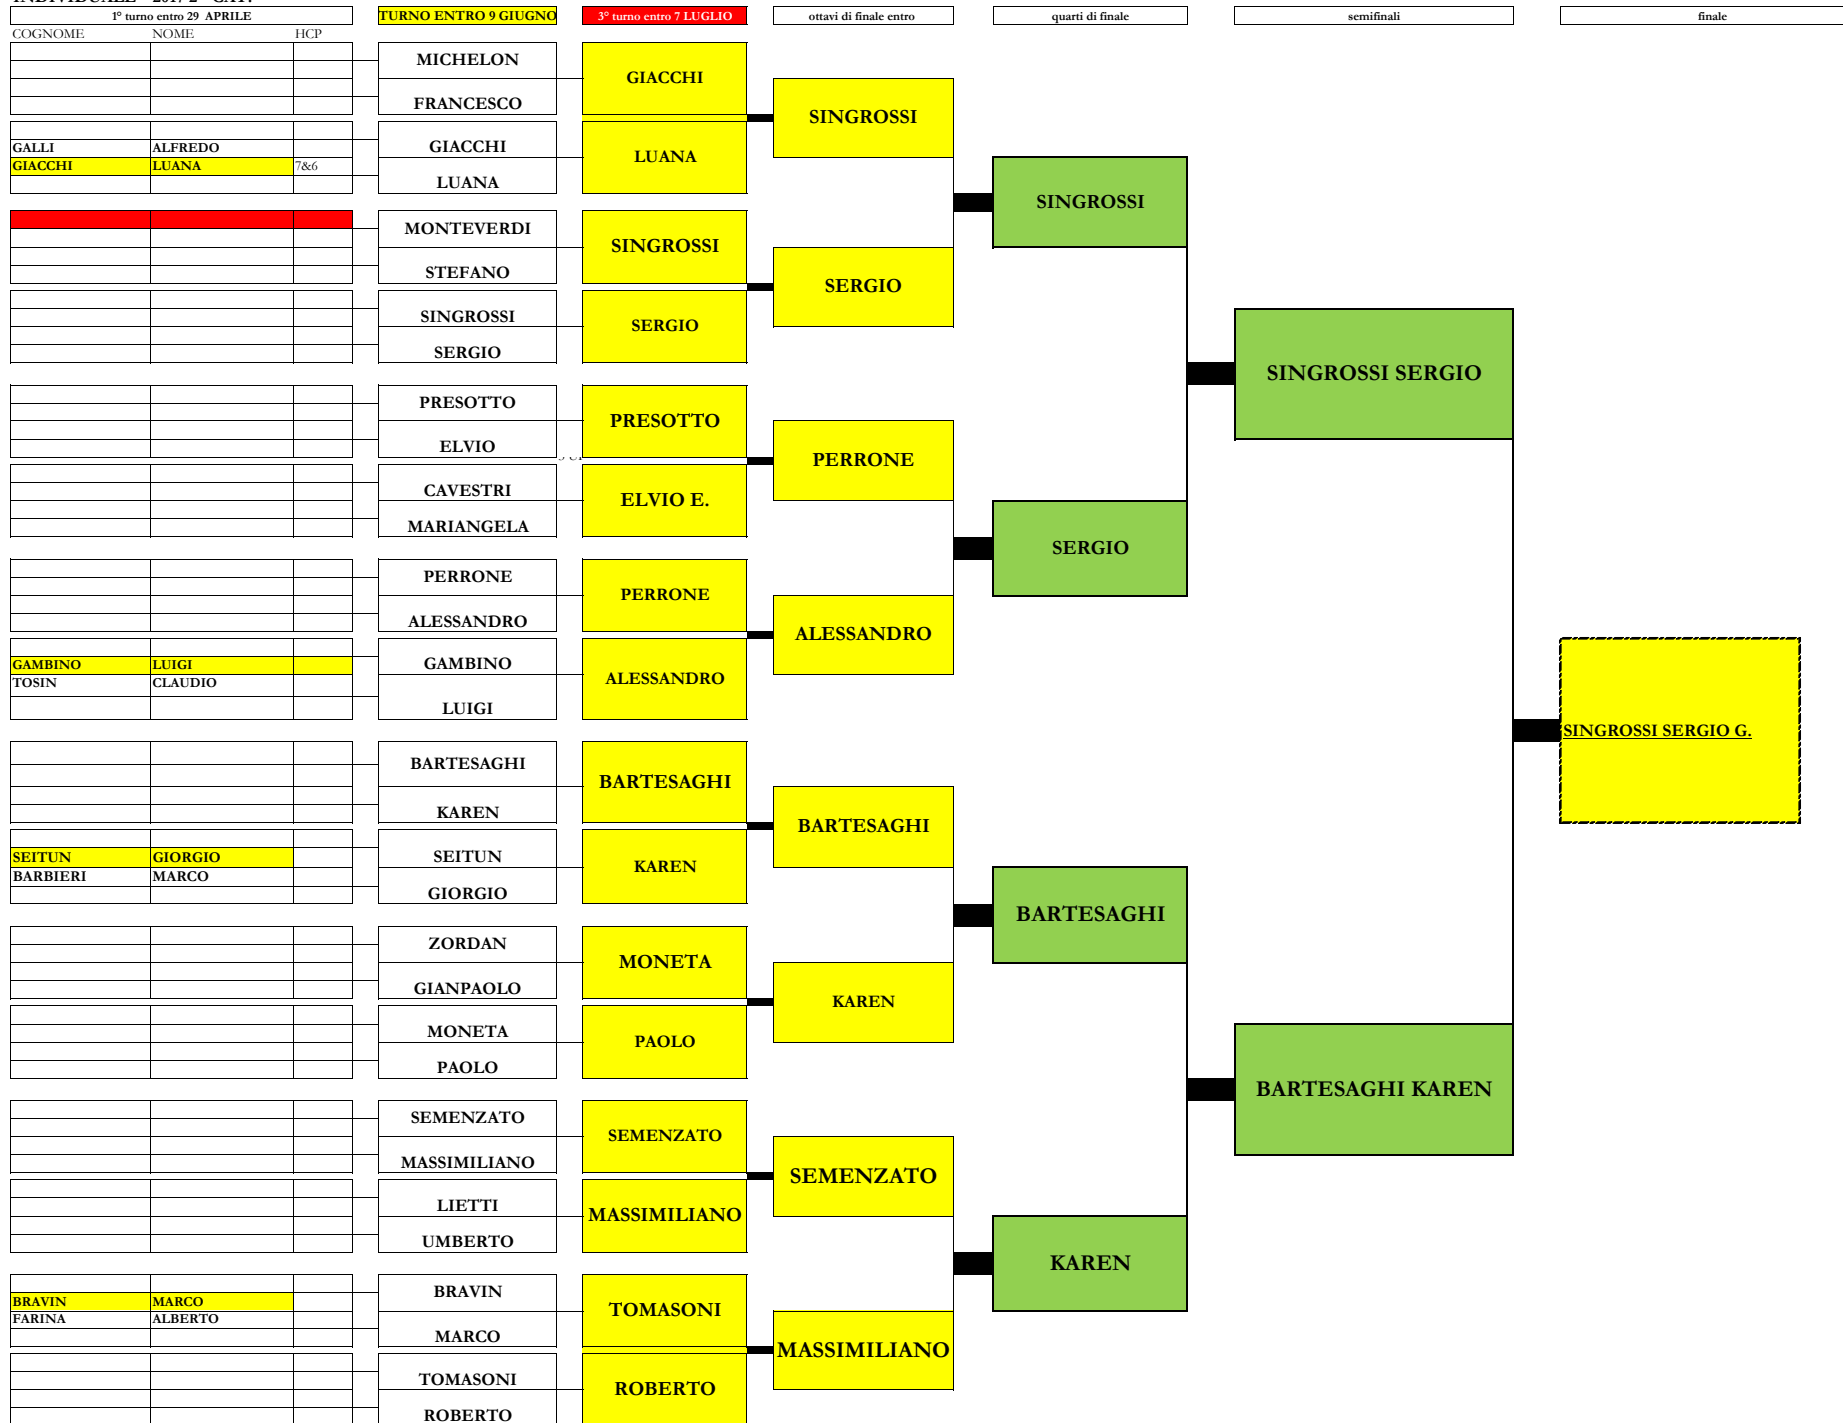 INDIVIDUALE 2017 2^ CAT.
1° turno entro 29 APRILE
TURNO ENTRO 9 GIUGNO
3° turno entro 7 LUGLIO
ottavi di finale entro
quarti di finale
semifinali
finale
COGNOME NOME HCP
MICHELON
FRANCESCO
GALLI ALFREDO
GIACCHI LUANA 7&6
GIACCHI
LUANA
MONTEVERDI
STEFANO
SINGROSSI
SERGIO
PRESOTTO
ELVIO
CAVESTRI
MARIANGELA
PERRONE
ALESSANDRO
GAMBINO LUIGI
TOSIN CLAUDIO
GAMBINO
LUIGI
BARTESAGHI
KAREN
SEITUN GIORGIO
BARBIERI MARCO
SEITUN
GIORGIO
ZORDAN
GIANPAOLO
MONETA
PAOLO
SEMENZATO
MASSIMILIANO
LIETTI
UMBERTO
BRAVIN MARCO
FARINA ALBERTO
BRAVIN
MARCO
TOMASONI
ROBERTO
GIACCHI
LUANA
SINGROSSI
SERGIO
PRESOTTO
ELVIO E.
PERRONE
ALESSANDRO
BARTESAGHI
KAREN
MONETA
PAOLO
SEMENZATO
MASSIMILIANO
TOMASONI
ROBERTO
SINGROSSI
SERGIO
PERRONE
ALESSANDRO
BARTESAGHI
KAREN
SEMENZATO
MASSIMILIANO
SINGROSSI
SERGIO
BARTESAGHI
KAREN
SINGROSSI SERGIO
BARTESAGHI KAREN
SINGROSSI SERGIO G.